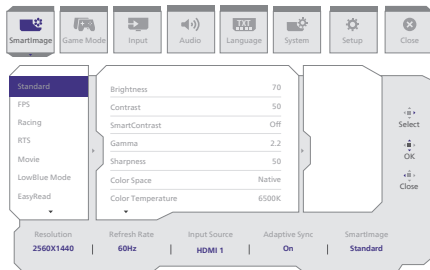 SmartImage
Game Mode
Input
Audio
TXT
Language
System
Setup
Close
Standard
FPS
Racing
RTS
Movie
LowBlue Mode
EasyRead
Brightness 70
Contrast 50
SmartContrast Off
Gamma 2.2
Sharpness 50
Color Space Native
Color Temperature 6500K
Select
OK
Close
Resolution Refresh Rate Input Source Adaptive Sync SmartImage
2560X1440 | 60Hz | HDMI 1 | On | Standard